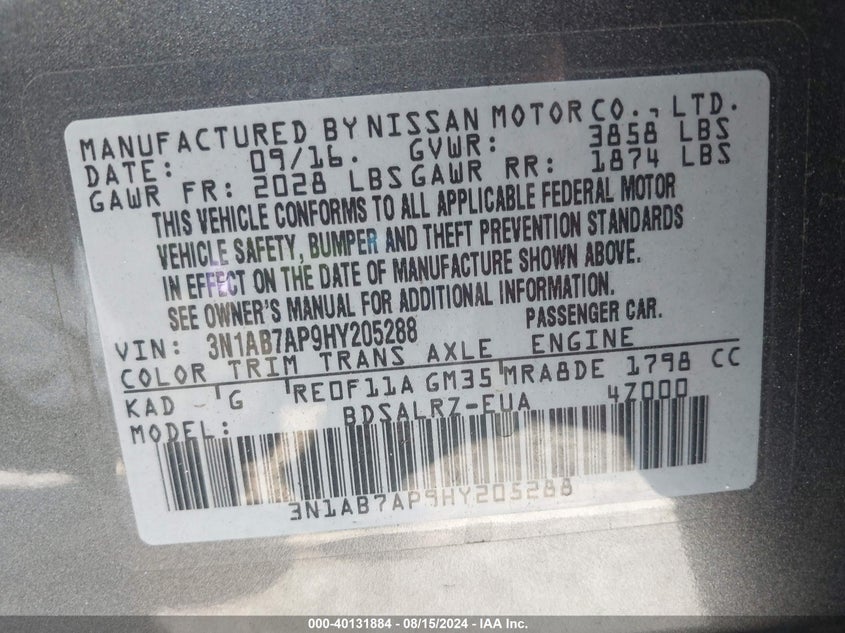 MANUFACTURED BY NISSAN MOTOR CO., LTD.
DATE: 09/16. GVWR: 3858 LBS
GAWR FR: 2028 LBS GAWR RR: 1874 LBS
THIS VEHICLE CONFORMS TO ALL APPLICABLE FEDERAL MOTOR
VEHICLE SAFETY, BUMPER AND THEFT PREVENTION STANDARDS
IN EFFECT ON THE DATE OF MANUFACTURE SHOWN ABOVE.
SEE OWNER'S MANUAL FOR ADDITIONAL INFORMATION.
VIN: 3N1AB7AP9HY205288 PASSENGER CAR.
COLOR TRIM TRANS AXLE ENGINE
KAD G RE0F11A GM35 MRA8DE 1798 CC
MODEL: BDSALRZ-EUA 4Z000
3N1AB7AP9HY205288
000-40131884 - 08/15/2024 - IAA Inc.